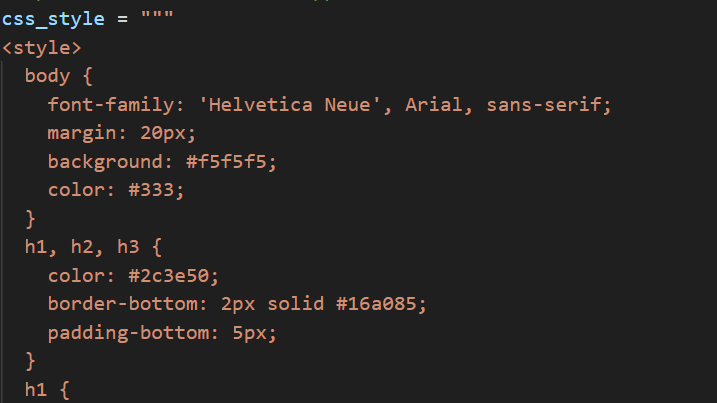 css_style = """
<style>
  body {
    font-family: 'Helvetica Neue', Arial, sans-serif;
    margin: 20px;
    background: #f5f5f5;
    color: #333;
  }
  h1, h2, h3 {
    color: #2c3e50;
    border-bottom: 2px solid #16a085;
    padding-bottom: 5px;
  }
  h1 {